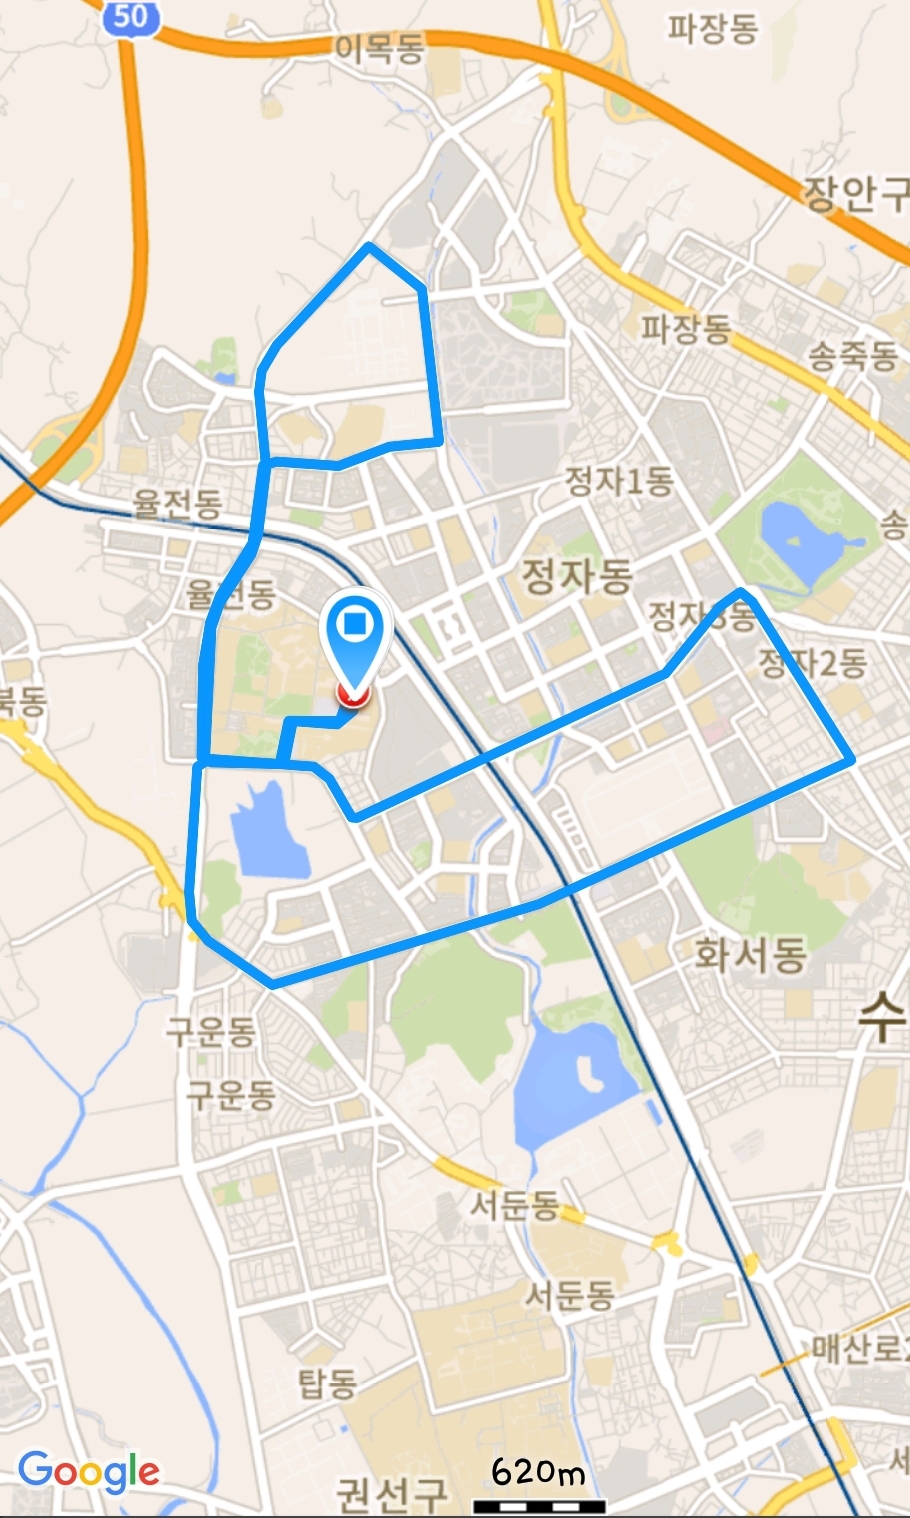 50
이목동
파장동
장안구
파장동
송죽동
정자1동
율전동
송
정자동
율전동
정자3동
정자2동
북동
화서동
수
구운동
구운동
서둔동
서둔동
매산로2
탑동
세
Google
620m
권선구